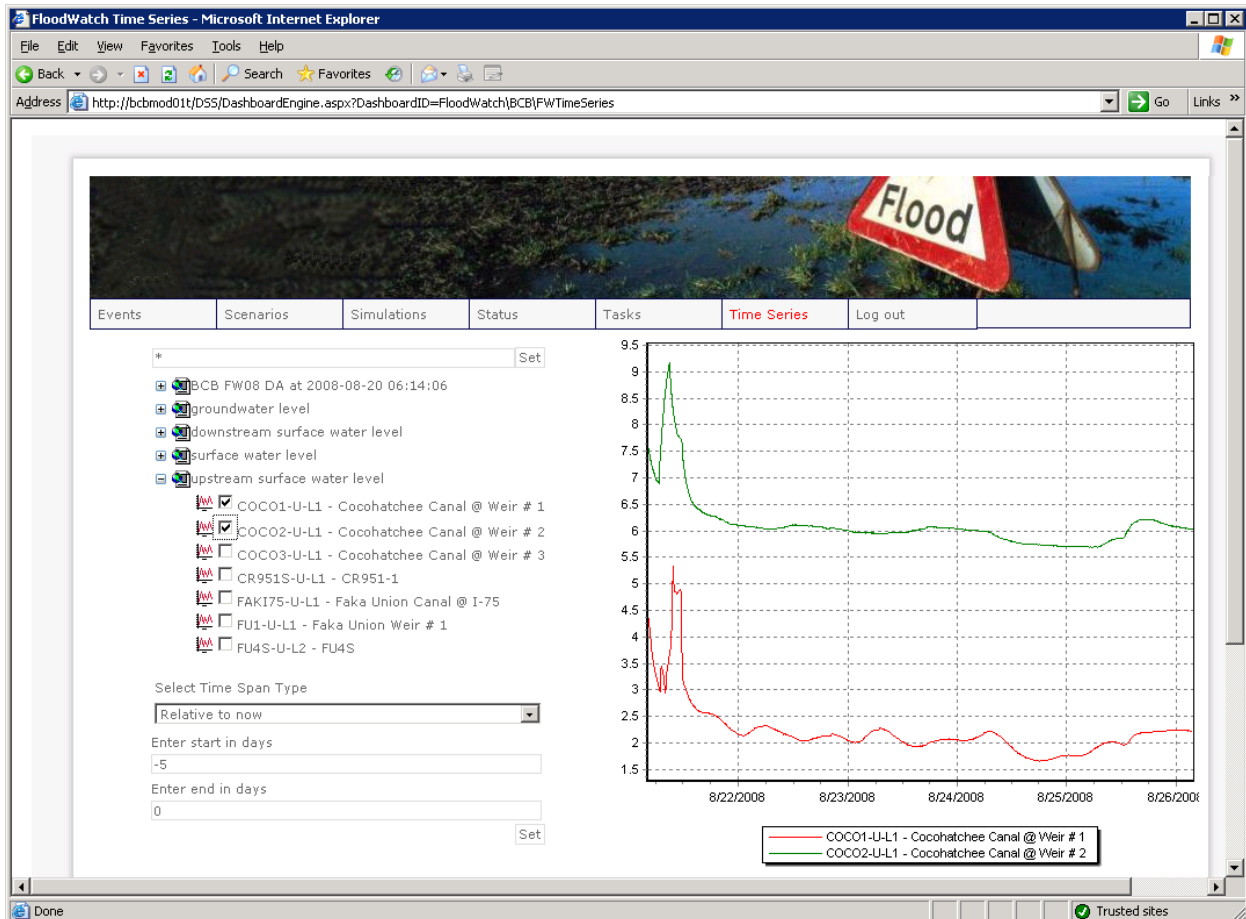 FloodWatch Time Series - Microsoft Internet Explorer
File Edit View Favorites Tools Help
Back Search Favorites
Address http://bcbmod01t/DSS/DashboardEngine.aspx?DashboardID=FloodWatch\BCB\FWTimeSeries Go Links »
Flood
Events Scenarios Simulations Status Tasks Time Series Log out
* Set
BCB FW08 DA at 2008-08-20 06:14:06
groundwater level
downstream surface water level
surface water level
upstream surface water level
COCO1-U-L1 - Cocohatchee Canal @ Weir # 1
COCO2-U-L1 - Cocohatchee Canal @ Weir # 2
COCO3-U-L1 - Cocohatchee Canal @ Weir # 3
CR951S-U-L1 - CR951-1
FAKI75-U-L1 - Faka Union Canal @ I-75
FU1-U-L1 - Faka Union Weir # 1
FU4S-U-L2 - FU4S
Select Time Span Type
Relative to now
Enter start in days
-5
Enter end in days
0
Set
9.5
9
8.5
8
7.5
7
6.5
6
5.5
5
4.5
4
3.5
3
2.5
2
1.5
8/22/2008 8/23/2008 8/24/2008 8/25/2008 8/26/200
COCO1-U-L1 - Cocohatchee Canal @ Weir # 1
COCO2-U-L1 - Cocohatchee Canal @ Weir # 2
Done Trusted sites